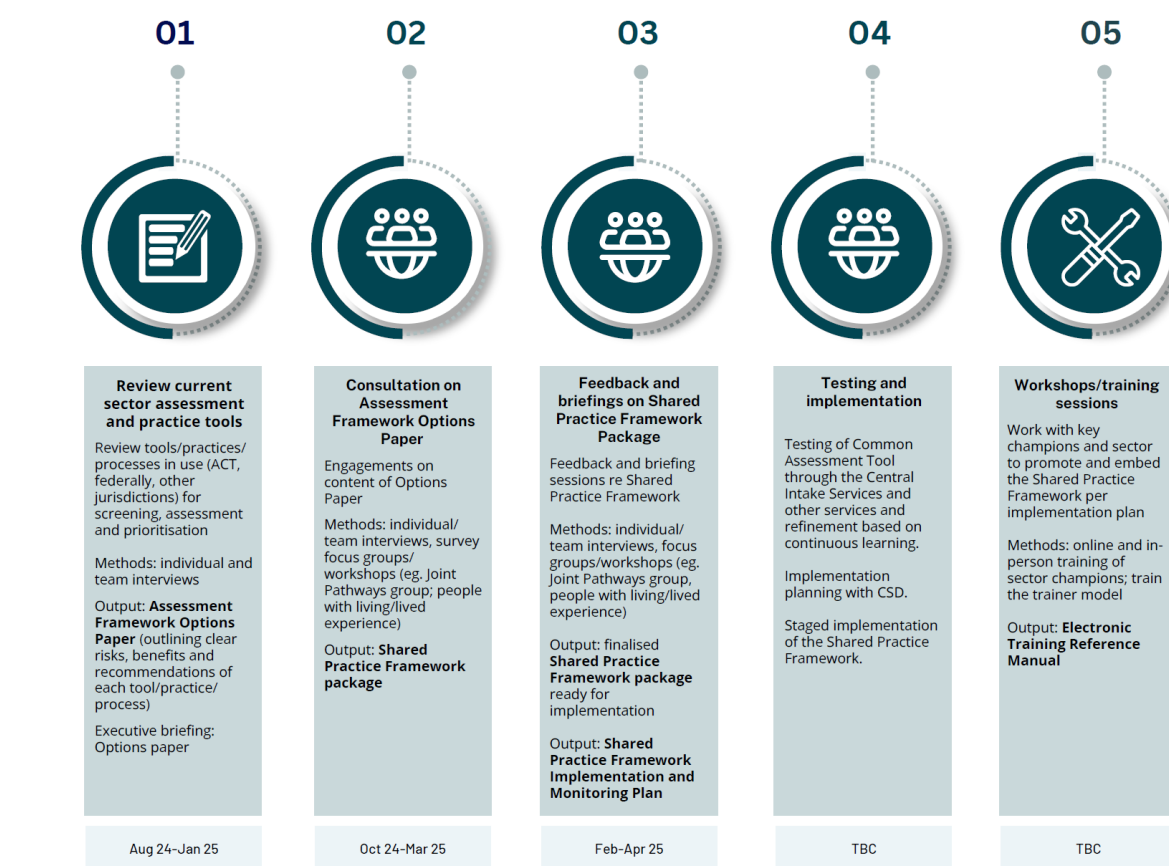 01
02
03
04
05
Review current
sector assessment
and practice tools
Review tools/practices/
processes in use (ACT,
federally, other
jurisdictions) for
screening, assessment
and prioritisation
Methods: individual and
team interviews
Output: Assessment
Framework Options
Paper (outlining clear
risks, benefits and
recommendations of
each tool/practice/
process)
Executive briefing:
Options paper
Aug 24-Jan 25
Consultation on
Assessment
Framework Options
Paper
Engagements on
content of Options
Paper
Methods: individual/
team interviews, survey
focus groups/
workshops (eg. Joint
Pathways group; people
with living/lived
experience)
Output: Shared
Practice Framework
package
Oct 24-Mar 25
Feedback and
briefings on Shared
Practice Framework
Package
Feedback and briefing
sessions re Shared
Practice Framework
Methods: individual/
team interviews, focus
groups/workshops (eg.
Joint Pathways group,
people with living/lived
experience)
Output: finalised
Shared Practice
Framework package
ready for
implementation
Output: Shared
Practice Framework
Implementation and
Monitoring Plan
Feb-Apr 25
Testing and
implementation
Testing of Common
Assessment Tool
through the Central
Intake Services and
other services and
refinement based on
continuous learning.
Implementation
planning with CSD.
Staged implementation
of the Shared Practice
Framework.
TBC
Workshops/training
sessions
Work with key
champions and sector
to promote and embed
the Shared Practice
Framework per
implementation plan
Methods: online and in-
person training of
sector champions; train
the trainer model
Output: Electronic
Training Reference
Manual
TBC